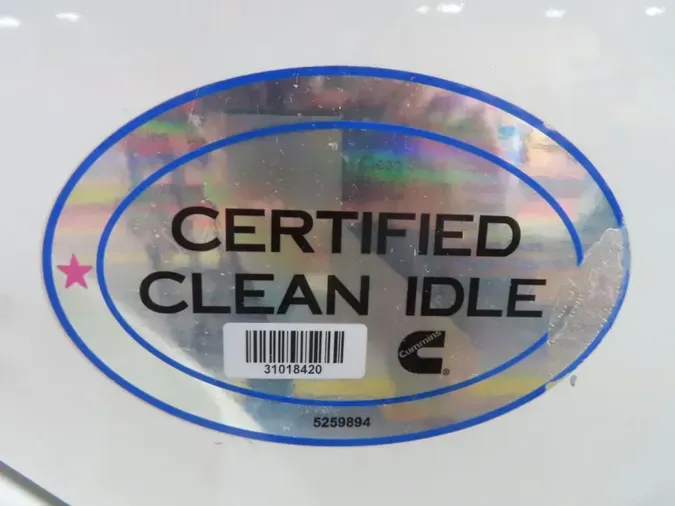 CERTIFIED
CLEAN IDLE
31018420
Cummins
®
5259894